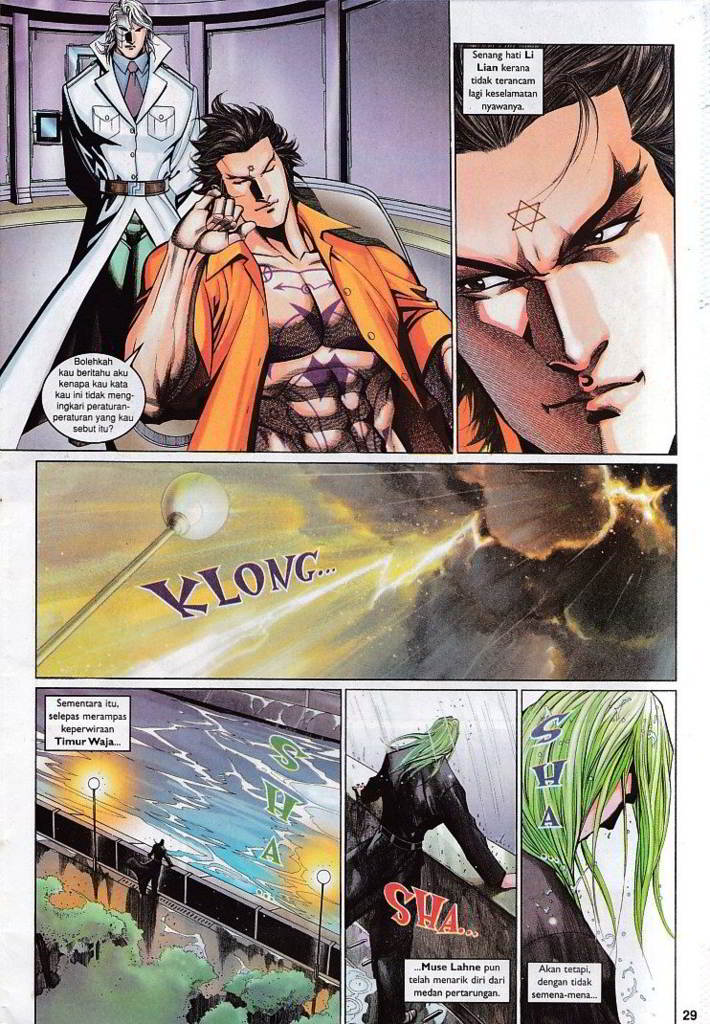 Bolehkah
kau beritahu aku
kenapa kau kata
kau ini tidak meng-
ingkari peraturan-
peraturan yang kau
sebut itu?
Senang hati Li
Lian kerana
tidak terancam
lagi keselamatan
nyawanya.
KLONG...
Sementara itu,
selepas merampas
keperwiraan
Timur Waja...
SHA
SHA...
...Muse Lahne pun
telah menarik diri dari
medan pertarungan.
SHA
Akan tetapi,
dengan tidak
semena-mena...
29